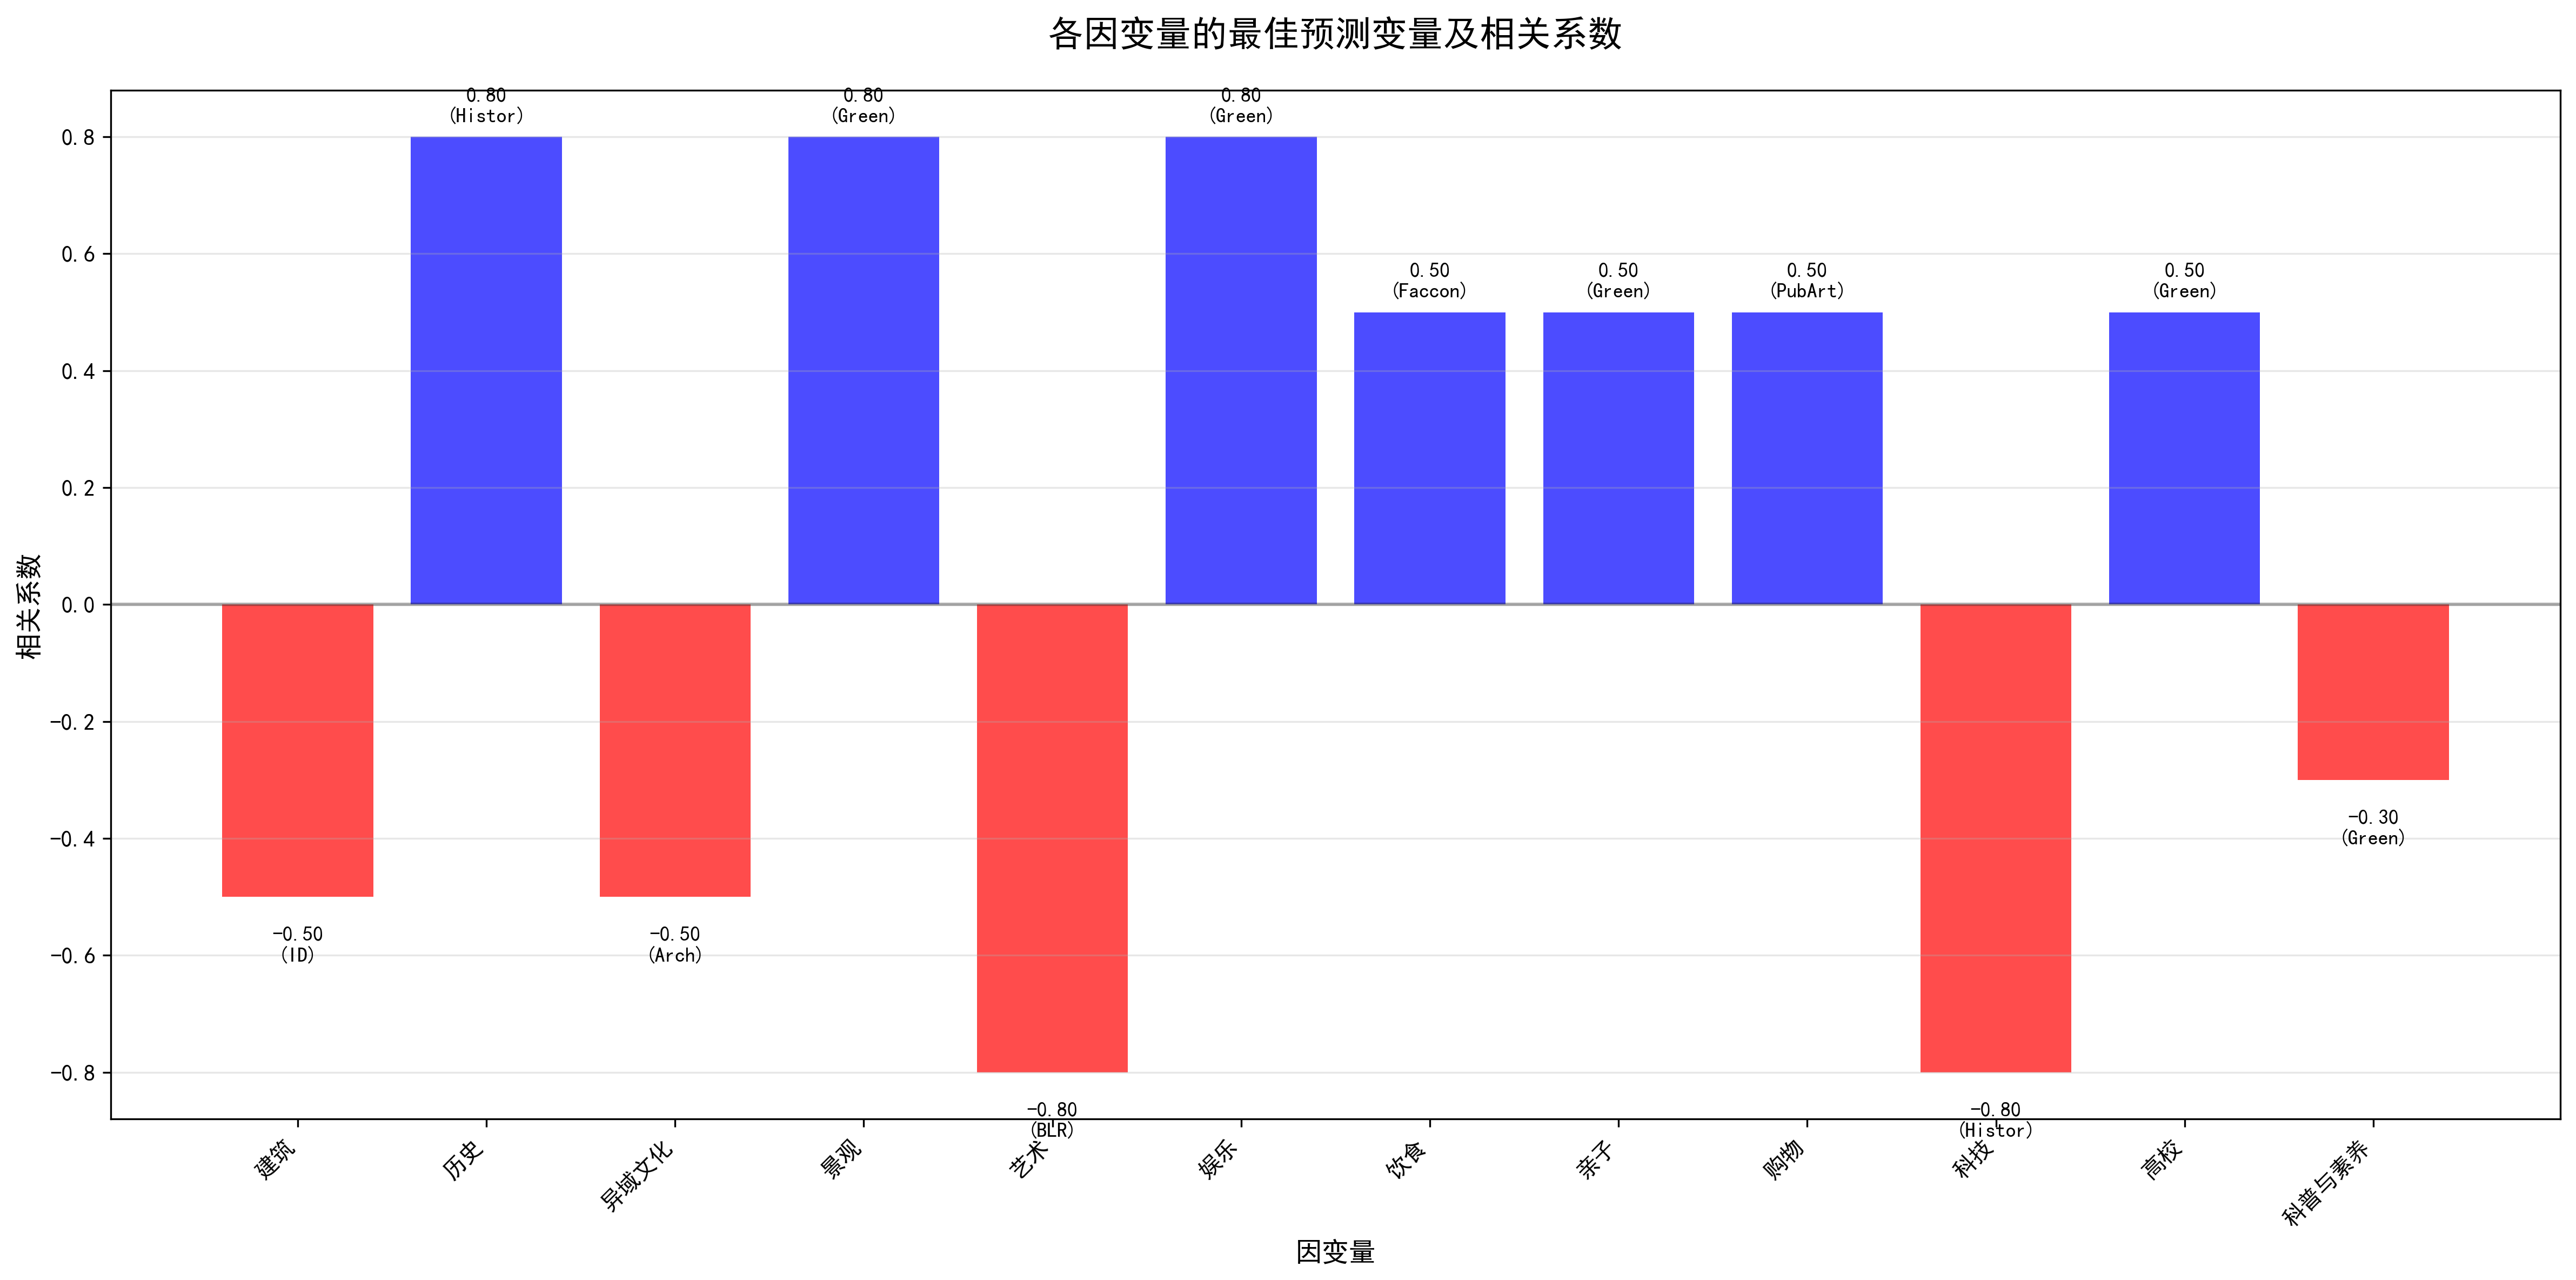 各因变量的最佳预测变量及相关系数
0.80
(Histor)
0.80
(Green)
0.80
(Green)
0.50
(Faccon)
0.50
(Green)
0.50
(PubArt)
0.50
(Green)
-0.50
(ID)
-0.50
(Arch)
-0.80
(BLR)
-0.80
(Histor)
-0.30
(Green)
0.8
0.6
0.4
0.2
0.0
-0.2
-0.4
-0.6
-0.8
相关系数
建筑
历史
异域文化
景观
艺术
娱乐
饮食
亲子
购物
科技
高校
科普与素养
因变量